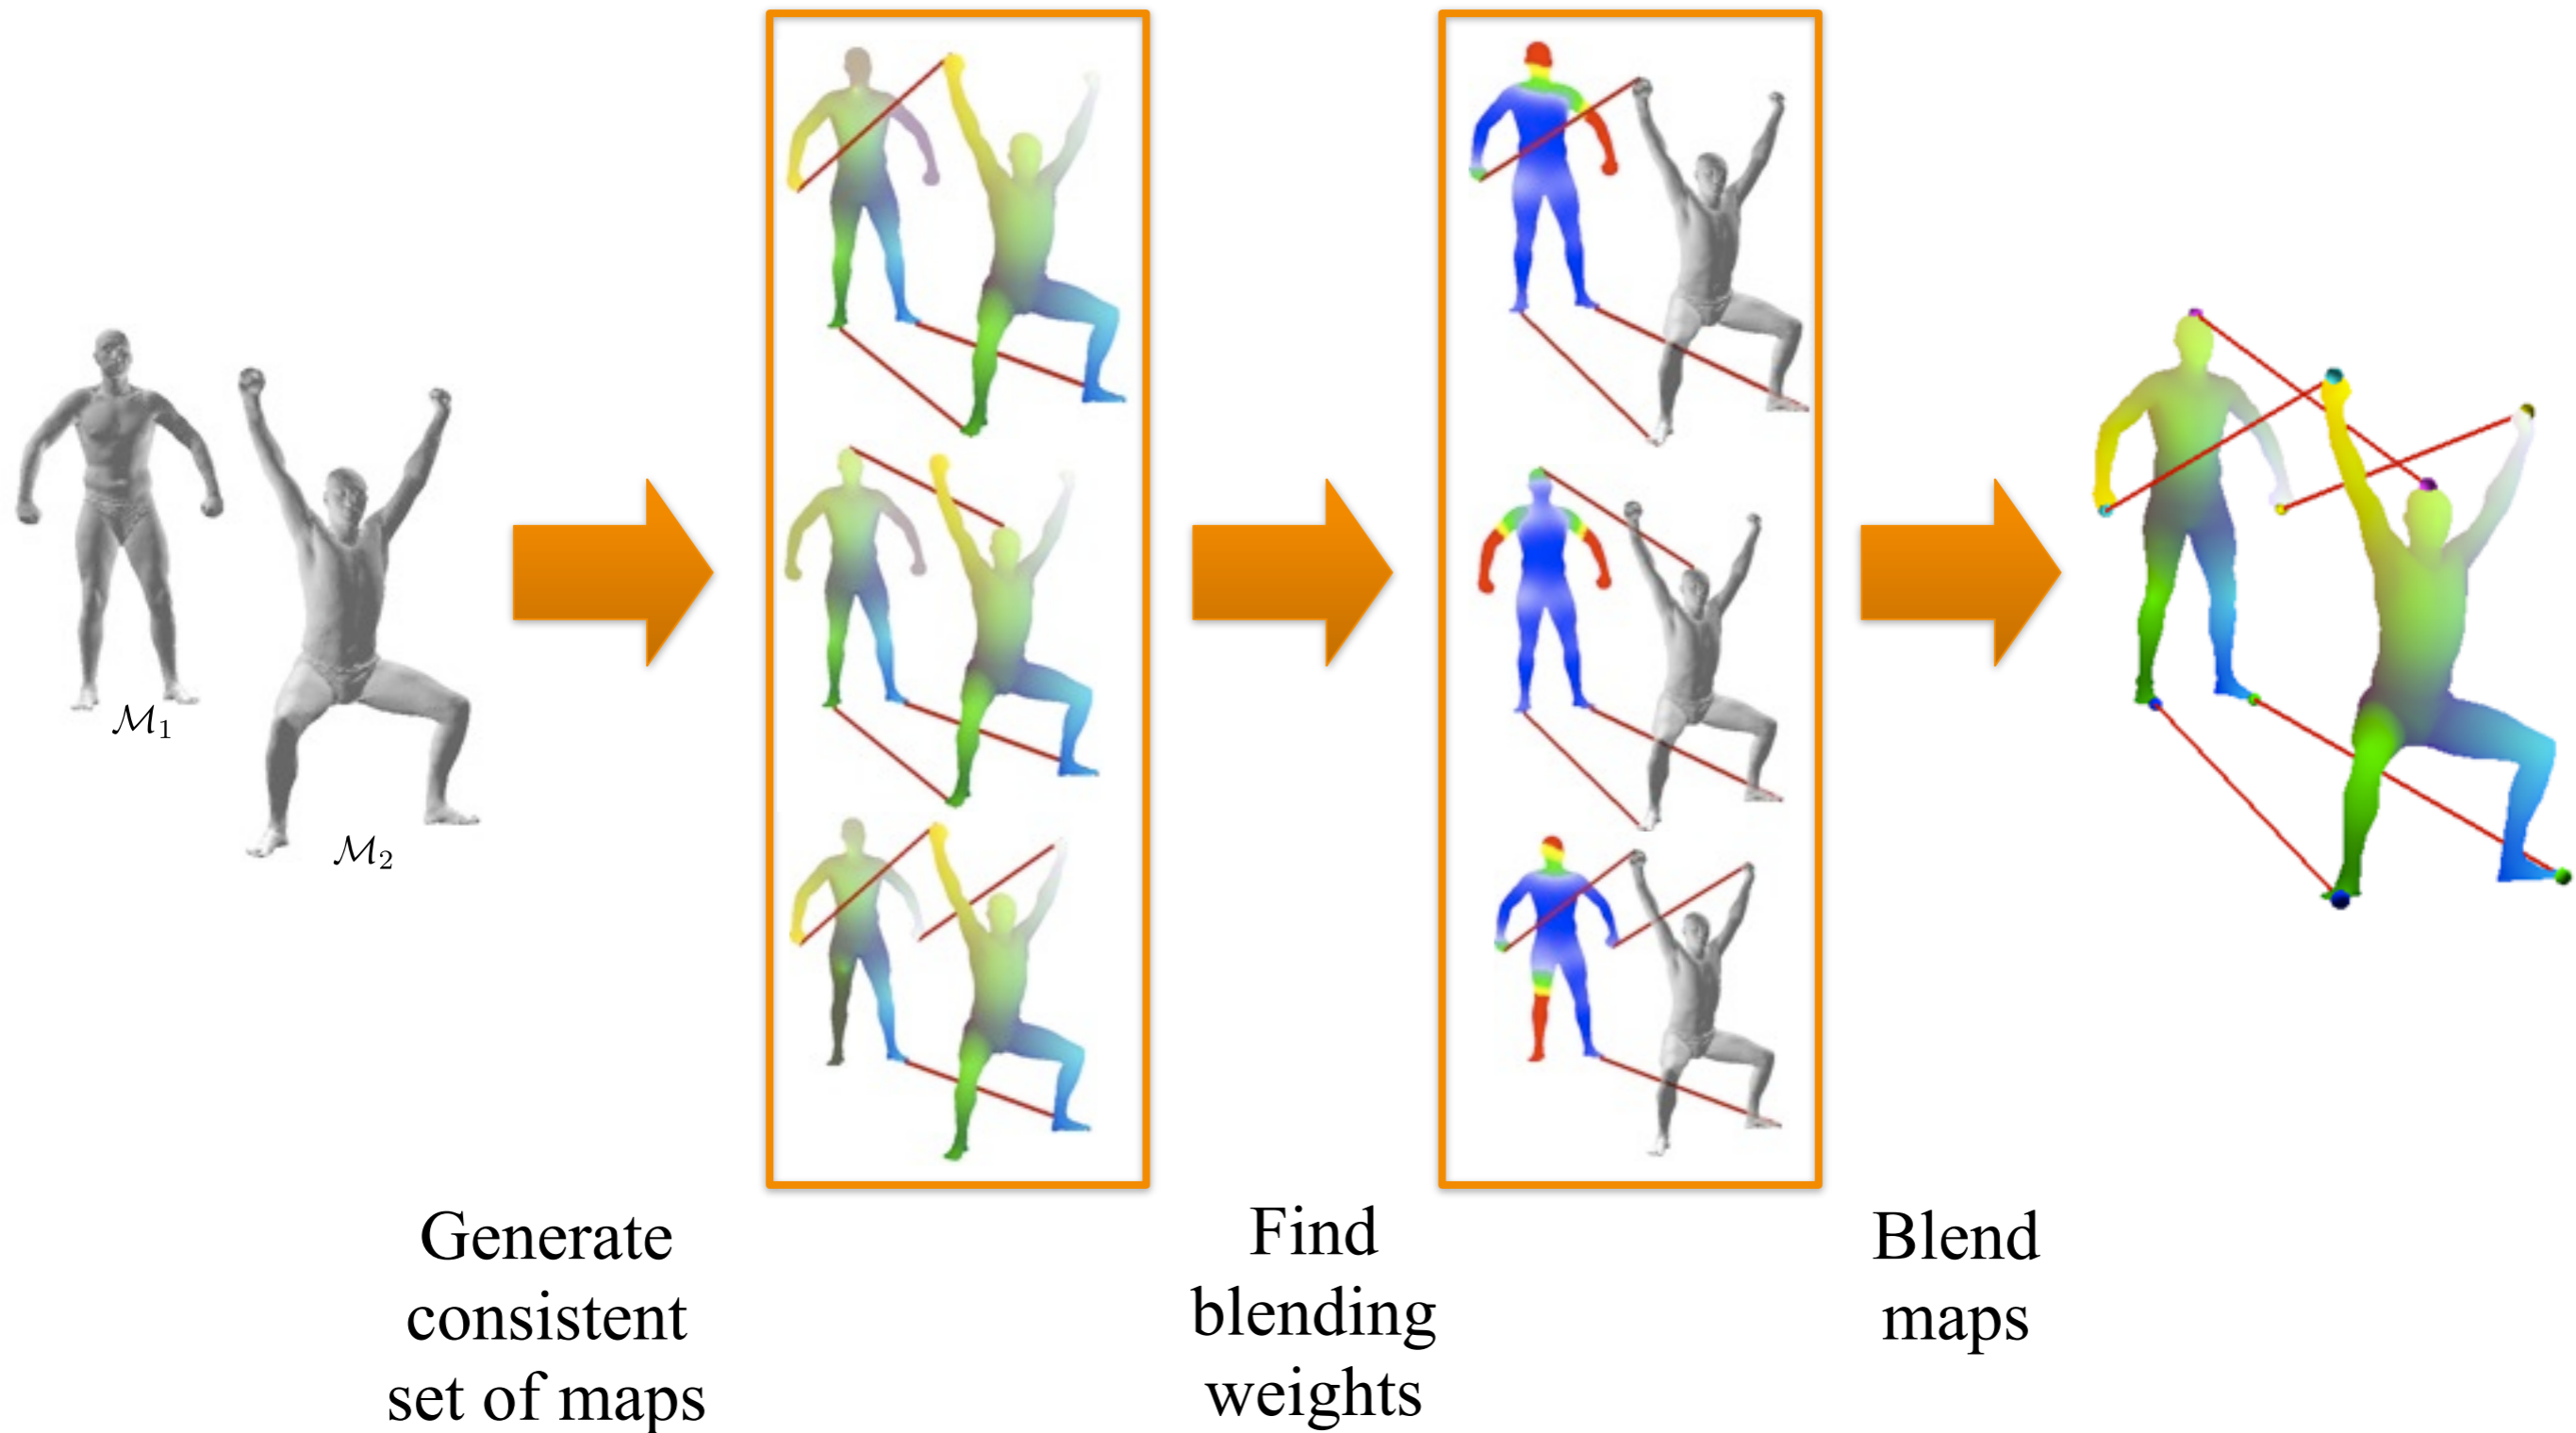 ℳ₁
ℳ₂
Generate
consistent
set of maps
Find
blending
weights
Blend
maps